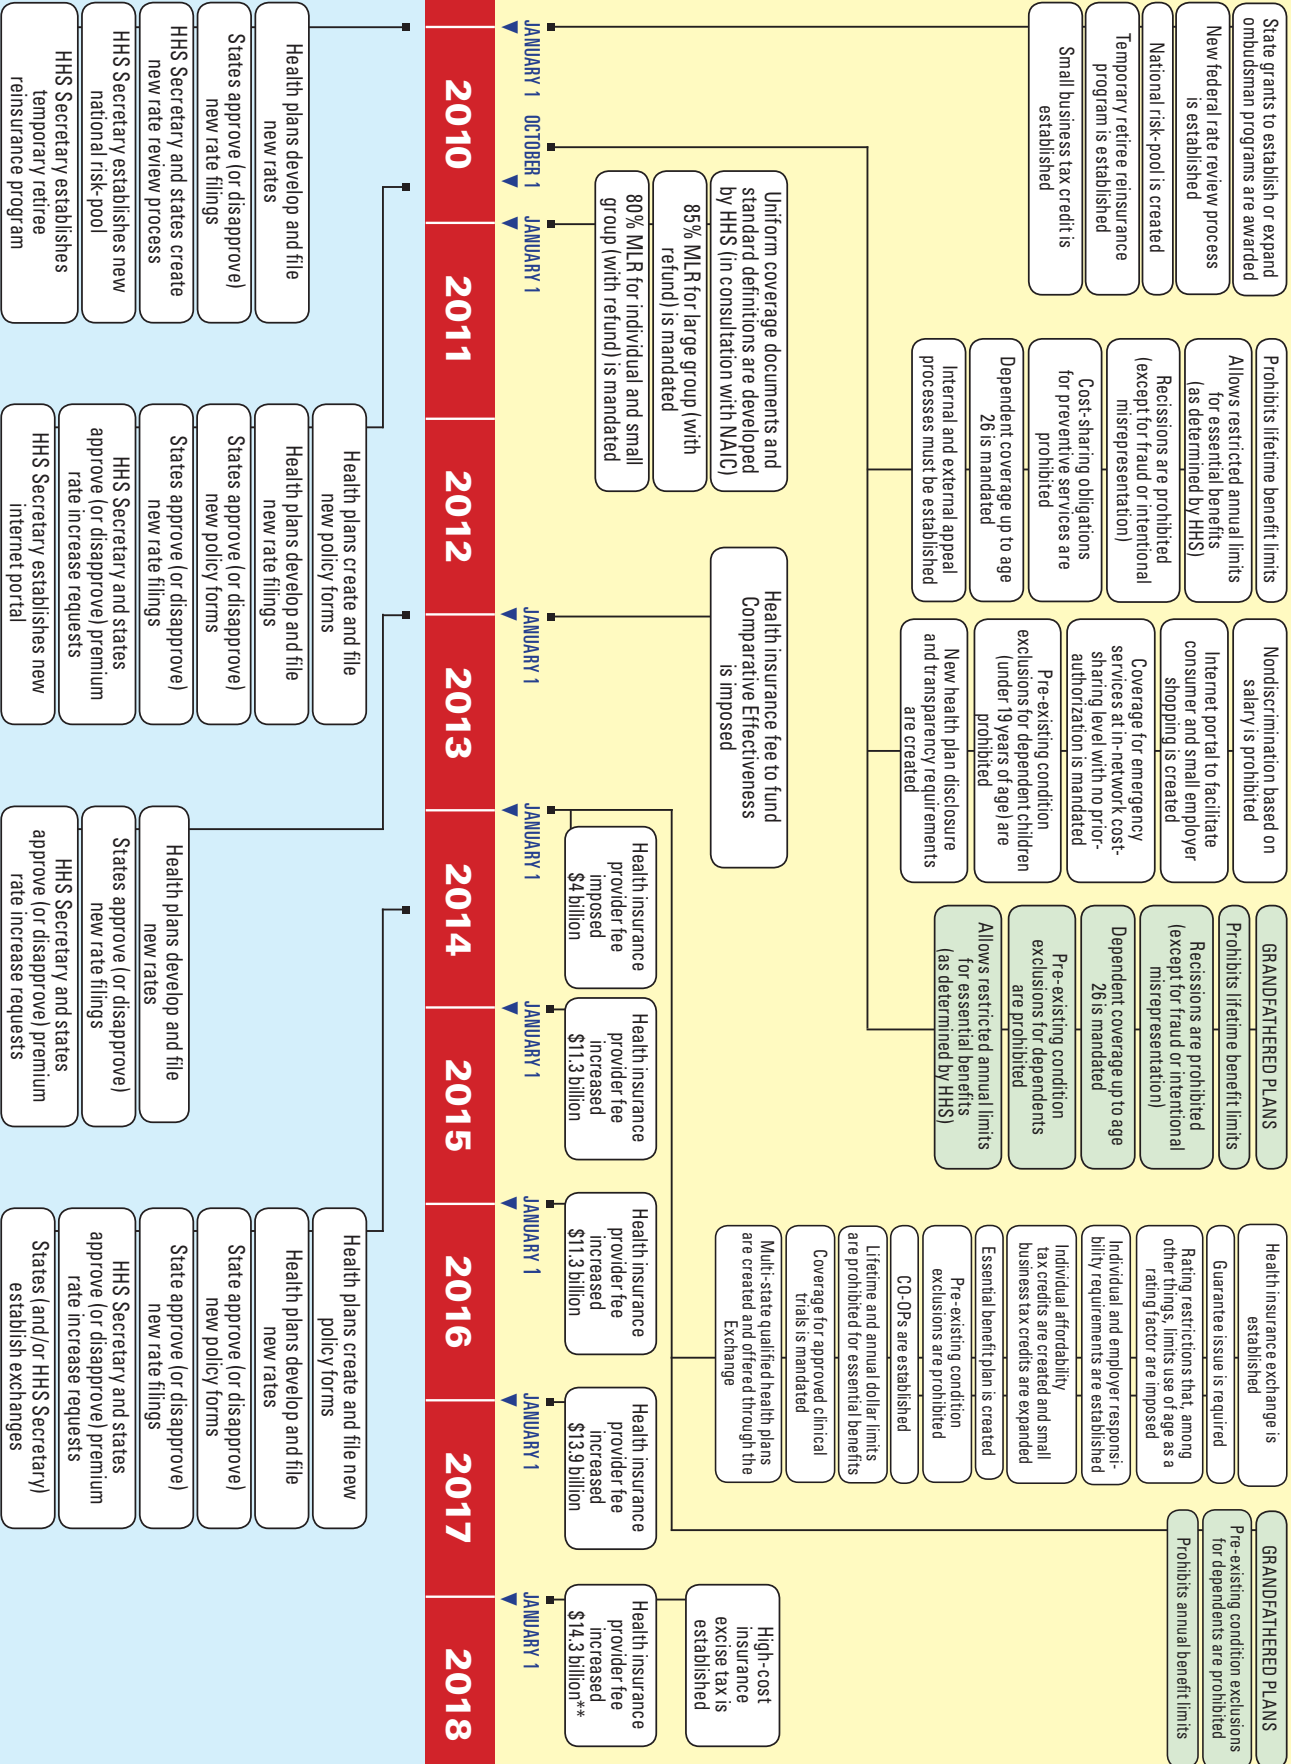 State grants to establish or expand
ombudsman programs are awarded
New federal rate review process
is established
National risk-pool is created
Temporary retiree reinsurance
program is established
Small business tax credit is
established
Prohibits lifetime benefit limits
Allows restricted annual limits
for essential benefits
(as determined by HHS)
Recissions are prohibited
(except for fraud or intentional
misrepresentation)
Cost-sharing obligations
for preventive services are
prohibited
Dependent coverage up to age
26 is mandated
Internal and external appeal
processes must be established
Nondiscrimination based on
salary is prohibited
Internet portal to facilitate
consumer and small employer
shopping is created
Coverage for emergency
services at in-network cost-
sharing level with no prior-
authorization is mandated
Pre-existing condition
exclusions for dependent children
(under 19 years of age) are
prohibited
New health plan disclosure
and transparency requirements
are created
GRANDFATHERED PLANS
Prohibits lifetime benefit limits
Recissions are prohibited
(except for fraud or intentional
misrepresentation)
Dependent coverage up to age
26 is mandated
Pre-existing condition
exclusions for dependents
are prohibited
Allows restricted annual limits
for essential benefits
(as determined by HHS)
Health insurance exchange is
established
Guarantee issue is required
Rating restrictions that, among
other things, limits use of age as a
rating factor are imposed
Individual and employer responsi-
bility requirements are established
Individual affordability
tax credits are created and small
business tax credits are expanded
Essential benefit plan is created
Pre-existing condition
exclusions are prohibited
CO-OPs are established
Lifetime and annual dollar limits
are prohibited for essential benefits
Coverage for approved clinical
trials is mandated
Multi-state qualified health plans
are created and offered through the
Exchange
GRANDFATHERED PLANS
Pre-existing condition exclusions
for dependents are prohibited
Prohibits annual benefit limits
Uniform coverage documents and
standard definitions are developed
by HHS (in consultation with NAIC)
85% MLR for large group (with
refund) is mandated
80% MLR for individual and small
group (with refund) is mandated
Health insurance fee to fund
Comparative Effectiveness
is imposed
Health insurance
provider fee
imposed
$4 billion
Health insurance
provider fee
increased
$11.3 billion
Health insurance
provider fee
increased
$11.3 billion
Health insurance
provider fee
increased
$13.9 billion
High-cost
insurance
excise tax is
established
Health insurance
provider fee
increased
$14.3 billion**
JANUARY 1
OCTOBER 1
JANUARY 1
JANUARY 1
JANUARY 1
JANUARY 1
JANUARY 1
JANUARY 1
JANUARY 1
2010
2011
2012
2013
2014
2015
2016
2017
2018
Health plans develop and file
new rates
States approve (or disapprove)
new rate filings
HHS Secretary and states create
new rate review process
HHS Secretary establishes new
national risk-pool
HHS Secretary establishes
temporary retiree
reinsurance program
Health plans create and file
new policy forms
Health plans develop and file
new rate filings
States approve (or disapprove)
new policy forms
States approve (or disapprove)
new rate filings
HHS Secretary and states
approve (or disapprove) premium
rate increase requests
HHS Secretary establishes new
internet portal
Health plans develop and file
new rates
States approve (or disapprove)
new rate filings
HHS Secretary and states
approve (or disapprove) premium
rate increase requests
Health plans create and file new
policy forms
Health plans develop and file
new rates
State approve (or disapprove)
new policy forms
State approve (or disapprove)
new rate filings
HHS Secretary and states
approve (or disapprove) premium
rate increase requests
States (and/or HHS Secretary)
establish exchanges